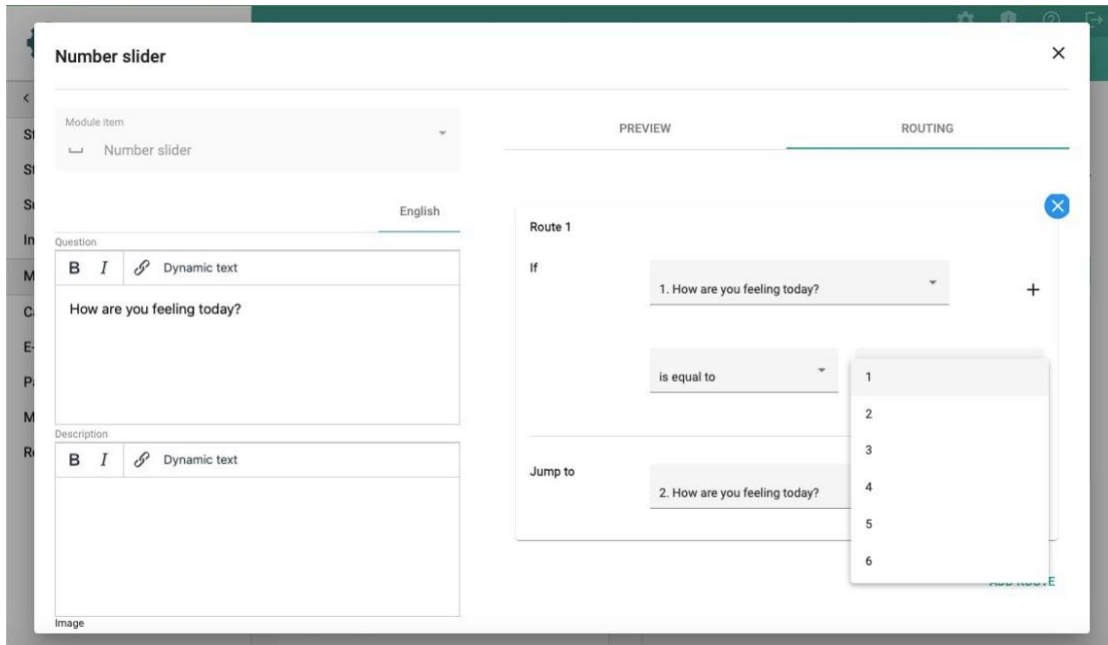 Number slider
Module item
Number slider
PREVIEW
ROUTING
English
Question
B I Dynamic text
How are you feeling today?
Description
B I Dynamic text
Image
Route 1
If
1. How are you feeling today?
is equal to
1
2
3
4
5
6
Jump to
2. How are you feeling today?
ADD ROUTE